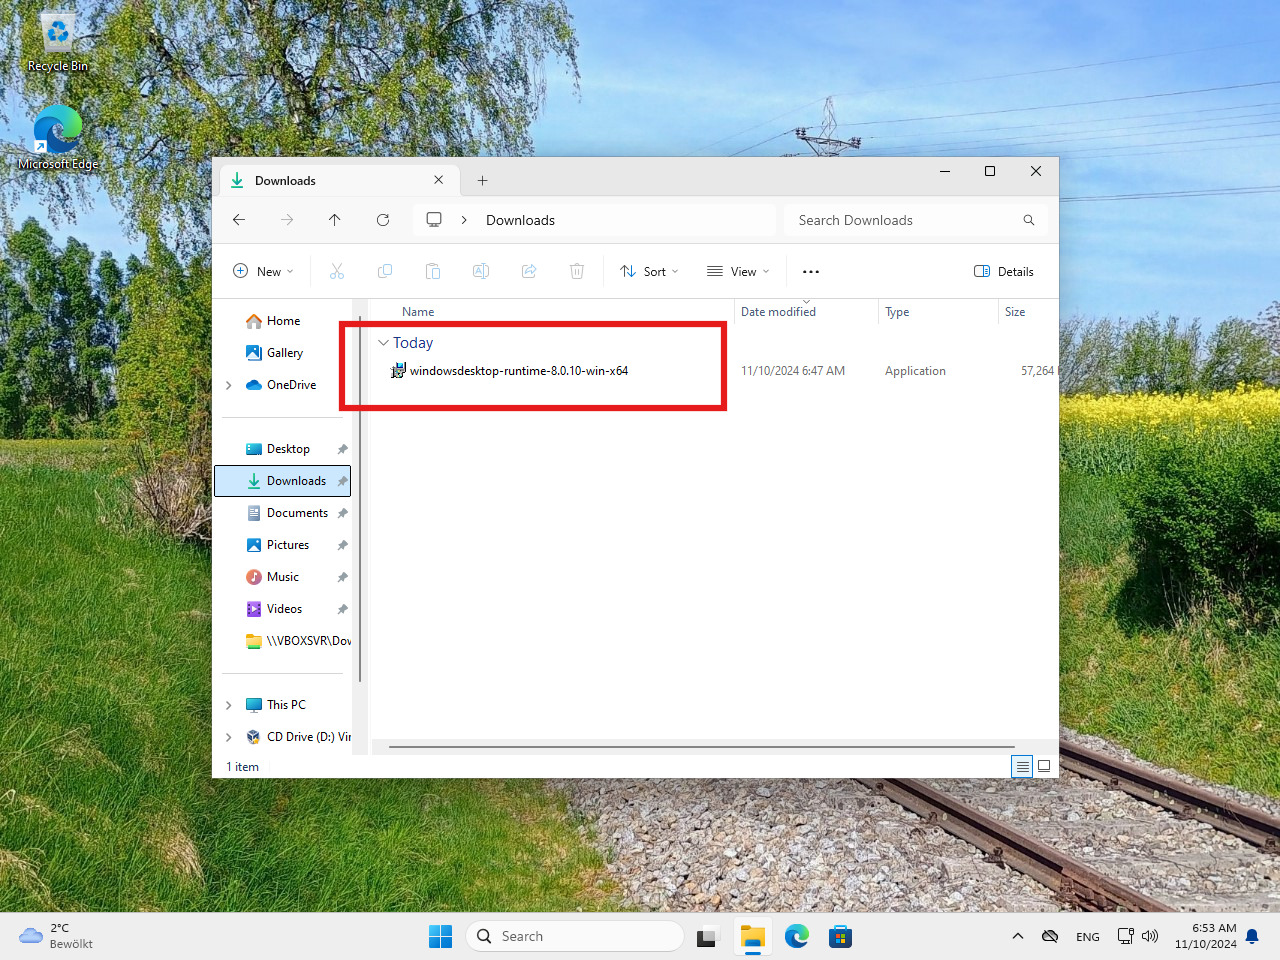 Recycle Bin
Microsoft Edge
Downloads
Downloads
Search Downloads
New
Sort
View
Details
Name
Date modified
Type
Size
Home
Gallery
OneDrive
Today
windowsdesktop-runtime-8.0.10-win-x64
11/10/2024 6:47 AM
Application
57,264
Desktop
Downloads
Documents
Pictures
Music
Videos
\\VBOXSVR\Dow
This PC
CD Drive (D:) Vir
1 item
2°C
Bewölkt
Search
ENG
6:53 AM
11/10/2024